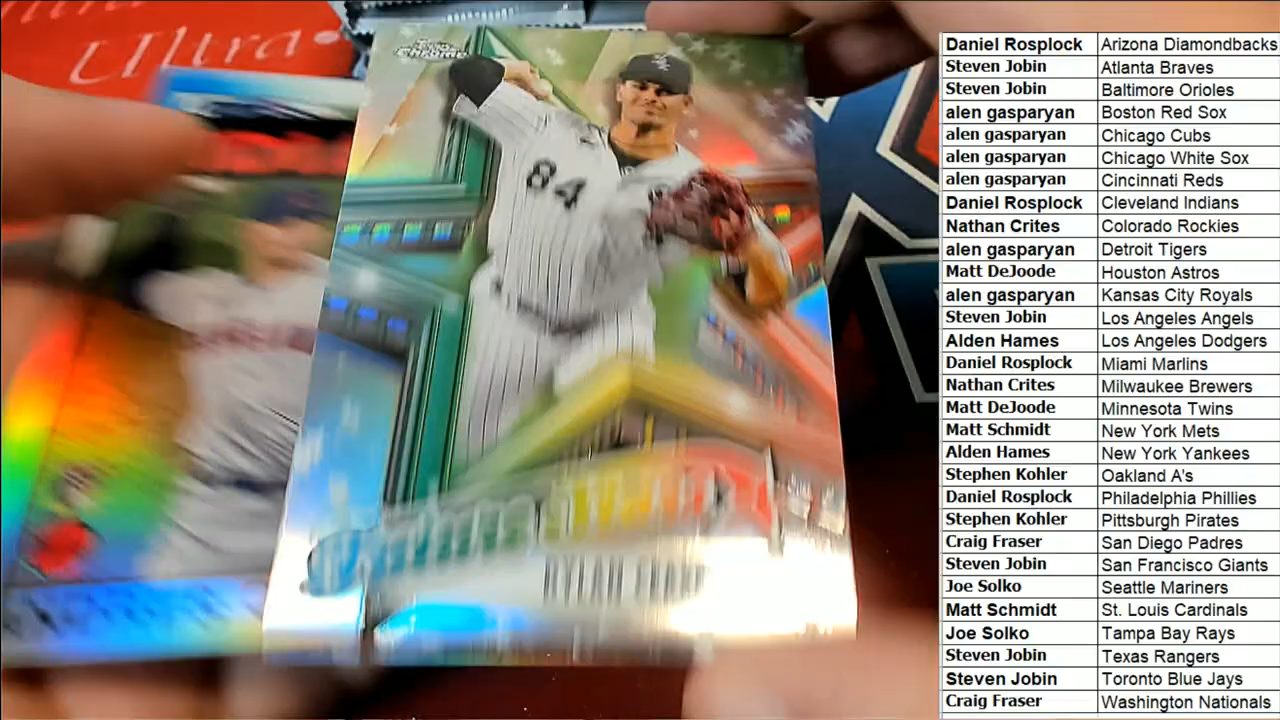 Ultra
Topps
CHROME
84
DYLAN CEASE
Daniel Rosplock Arizona Diamondbacks
Steven Jobin Atlanta Braves
Steven Jobin Baltimore Orioles
alen gasparyan Boston Red Sox
alen gasparyan Chicago Cubs
alen gasparyan Chicago White Sox
alen gasparyan Cincinnati Reds
Daniel Rosplock Cleveland Indians
Nathan Crites Colorado Rockies
alen gasparyan Detroit Tigers
Matt DeJoode Houston Astros
alen gasparyan Kansas City Royals
Steven Jobin Los Angeles Angels
Alden Hames Los Angeles Dodgers
Daniel Rosplock Miami Marlins
Nathan Crites Milwaukee Brewers
Matt DeJoode Minnesota Twins
Matt Schmidt New York Mets
Alden Hames New York Yankees
Stephen Kohler Oakland A's
Daniel Rosplock Philadelphia Phillies
Stephen Kohler Pittsburgh Pirates
Craig Fraser San Diego Padres
Steven Jobin San Francisco Giants
Joe Solko Seattle Mariners
Matt Schmidt St. Louis Cardinals
Joe Solko Tampa Bay Rays
Steven Jobin Texas Rangers
Steven Jobin Toronto Blue Jays
Craig Fraser Washington Nationals